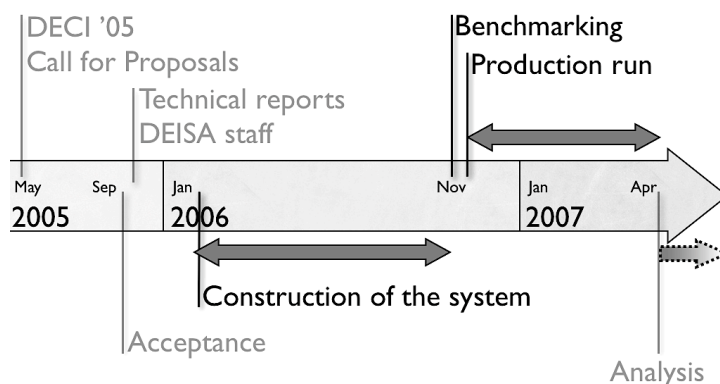 DECI '05
Call for Proposals
Technical reports
DEISA staff
Benchmarking
Production run
May
Sep
Jan
Nov
Jan
Apr
2005
2006
2007
Construction of the system
Acceptance
Analysis